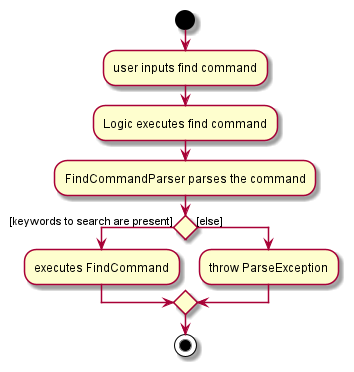 user inputs find command
Logic executes find command
FindCommandParser parses the command
[keywords to search are present]
[else]
executes FindCommand
throw ParseException